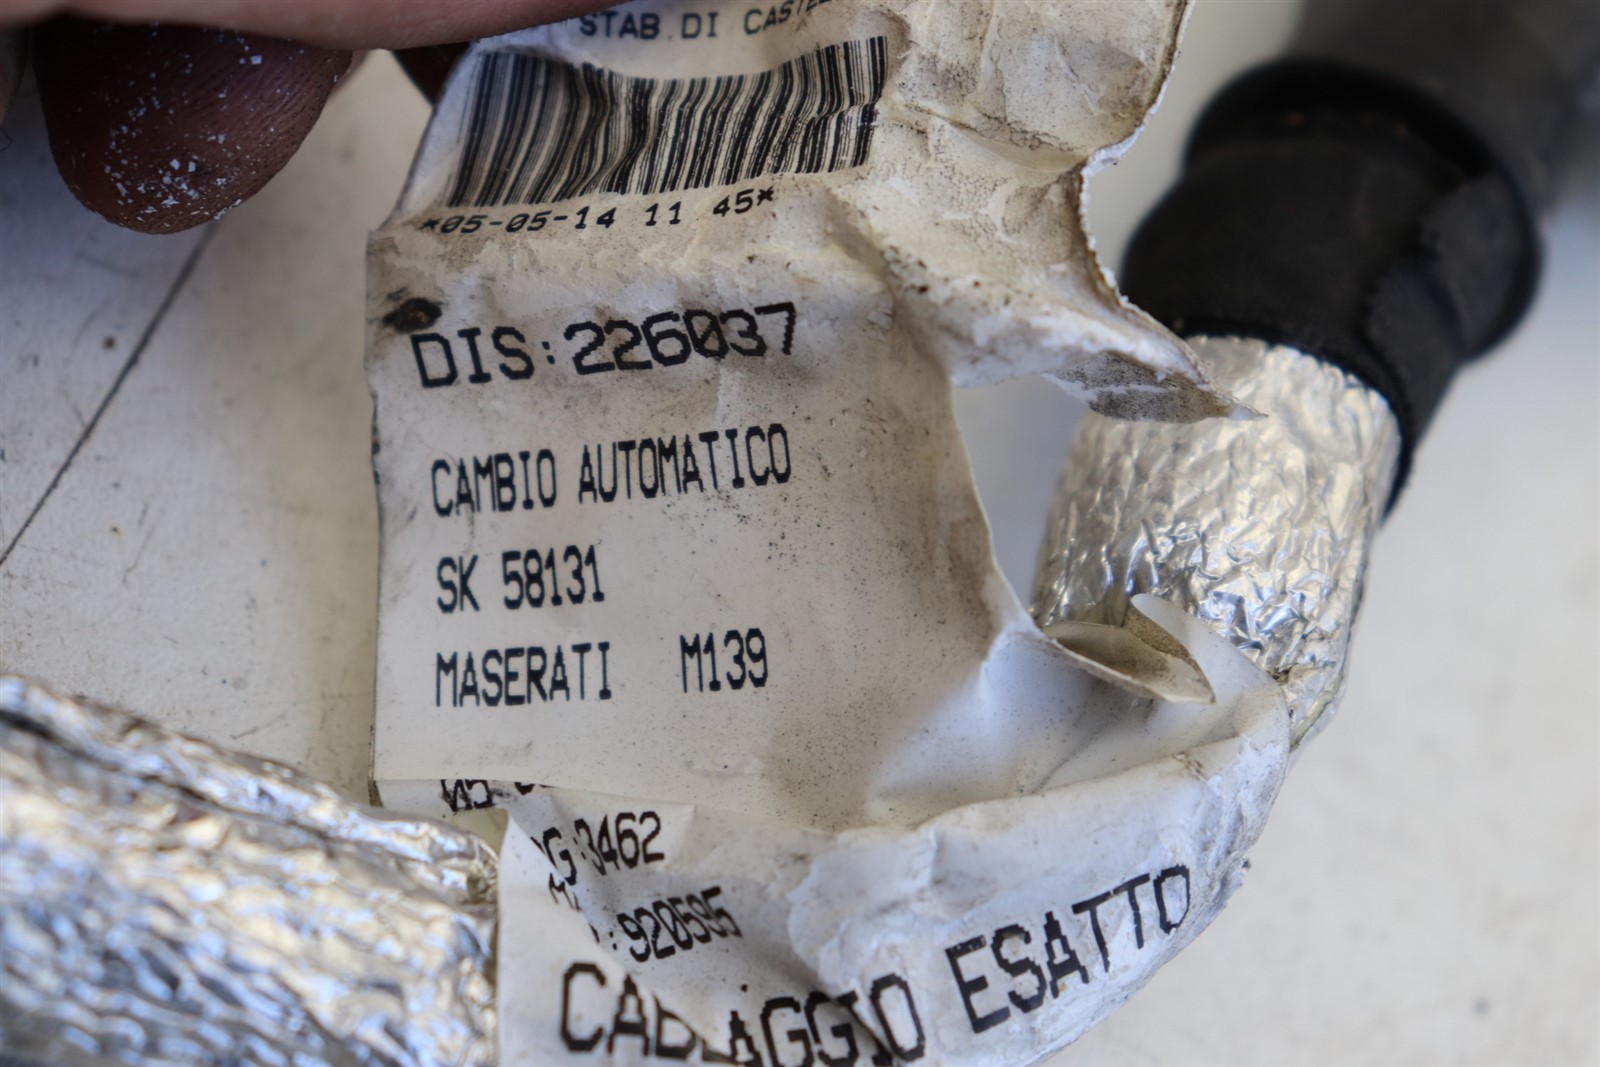 STAB.DI
*05-05-14 11 45*
DIS:226037
CAMBIO AUTOMATICO
SK 58131
MASERATI M139
3462
:920595
CABLAGGIO ESATTO